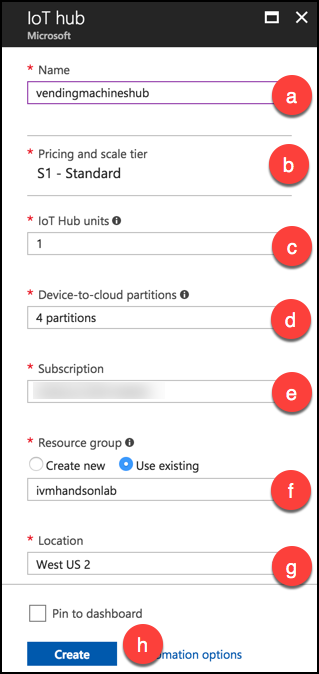 IoT hub
Microsoft
* Name
vendingmachineshub
a
* Pricing and scale tier
S1 - Standard
b
* IoT Hub units
1
c
* Device-to-cloud partitions
4 partitions
d
* Subscription
e
* Resource group
Create new Use existing
ivmhandsonlab
f
* Location
West US 2
g
Pin to dashboard
Create h omation options